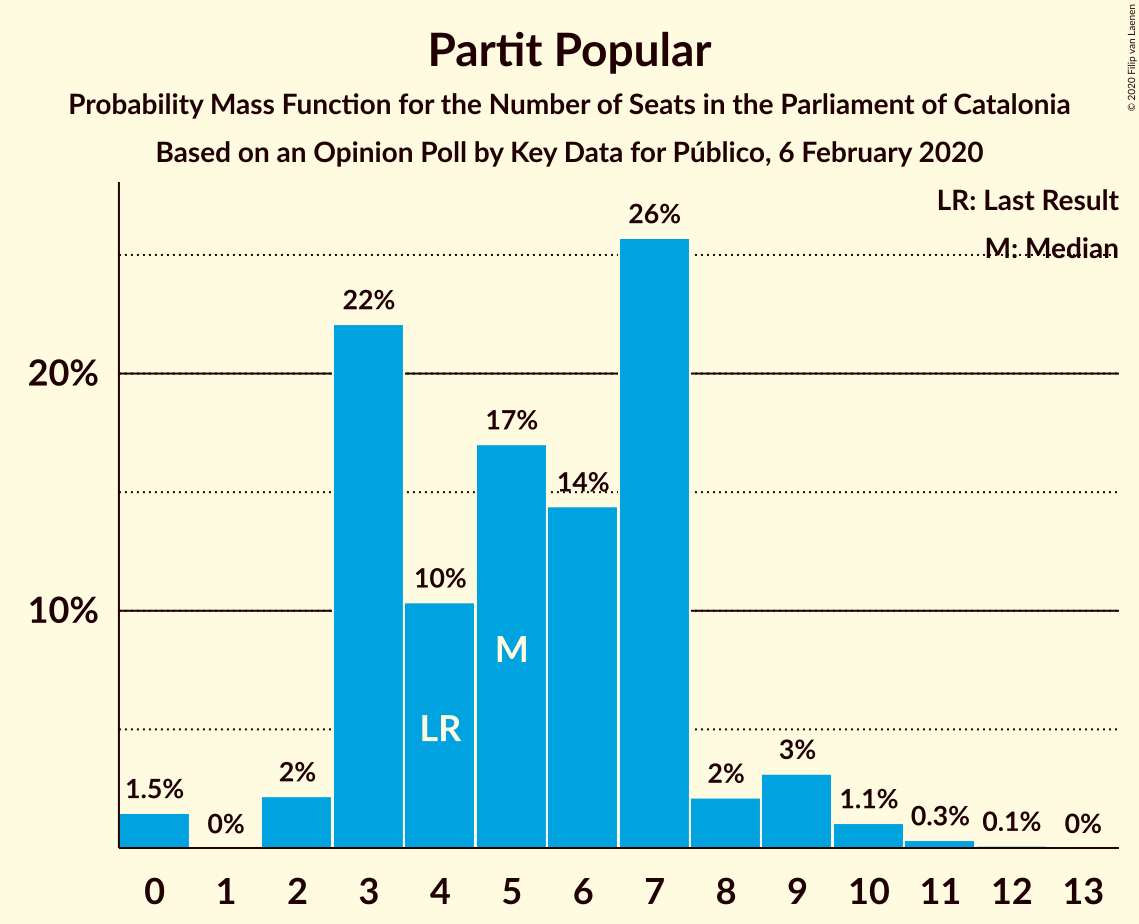 Partit Popular
Probability Mass Function for the Number of Seats in the Parliament of Catalonia
Based on an Opinion Poll by Key Data for Público, 6 February 2020
© 2020 Filip van Laenen
LR: Last Result
M: Median
26%
22%
20%
17%
14%
10%
10%
M
LR
3%
2%
2%
1.5%
1.1%
0.3%
0.1%
0%
0%
0 1 2 3 4 5 6 7 8 9 10 11 12 13